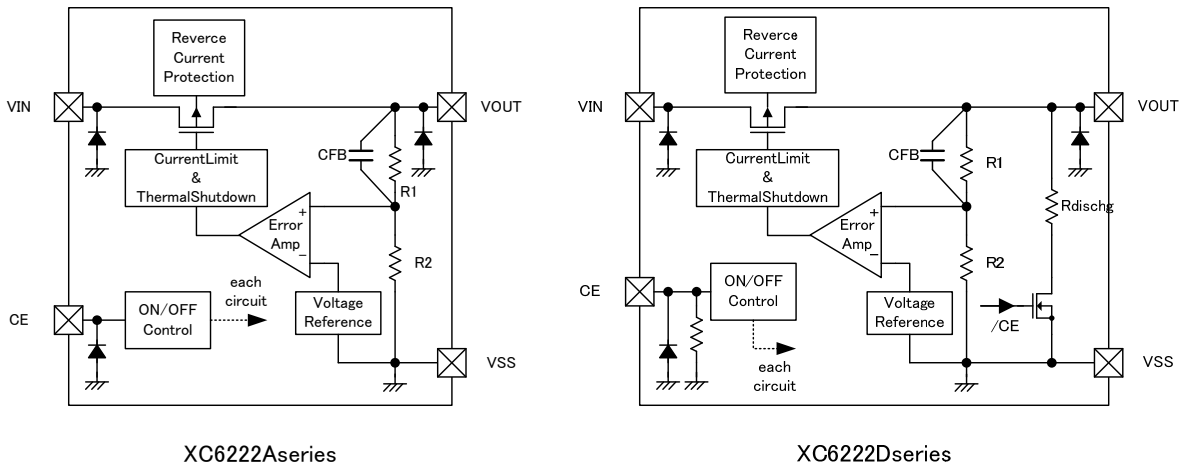 Reverce
Current
Protection
VIN
VOUT
CurrentLimit
&
ThermalShutdown
CFB
R1
+
Error
Amp
−
R2
each
circuit
CE
ON/OFF
Control
Voltage
Reference
VSS
XC6222Aseries
Reverce
Current
Protection
VIN
VOUT
CurrentLimit
&
ThermalShutdown
CFB
R1
Rdischg
+
Error
Amp
−
R2
CE
ON/OFF
Control
Voltage
Reference
/CE
each
circuit
VSS
XC6222Dseries